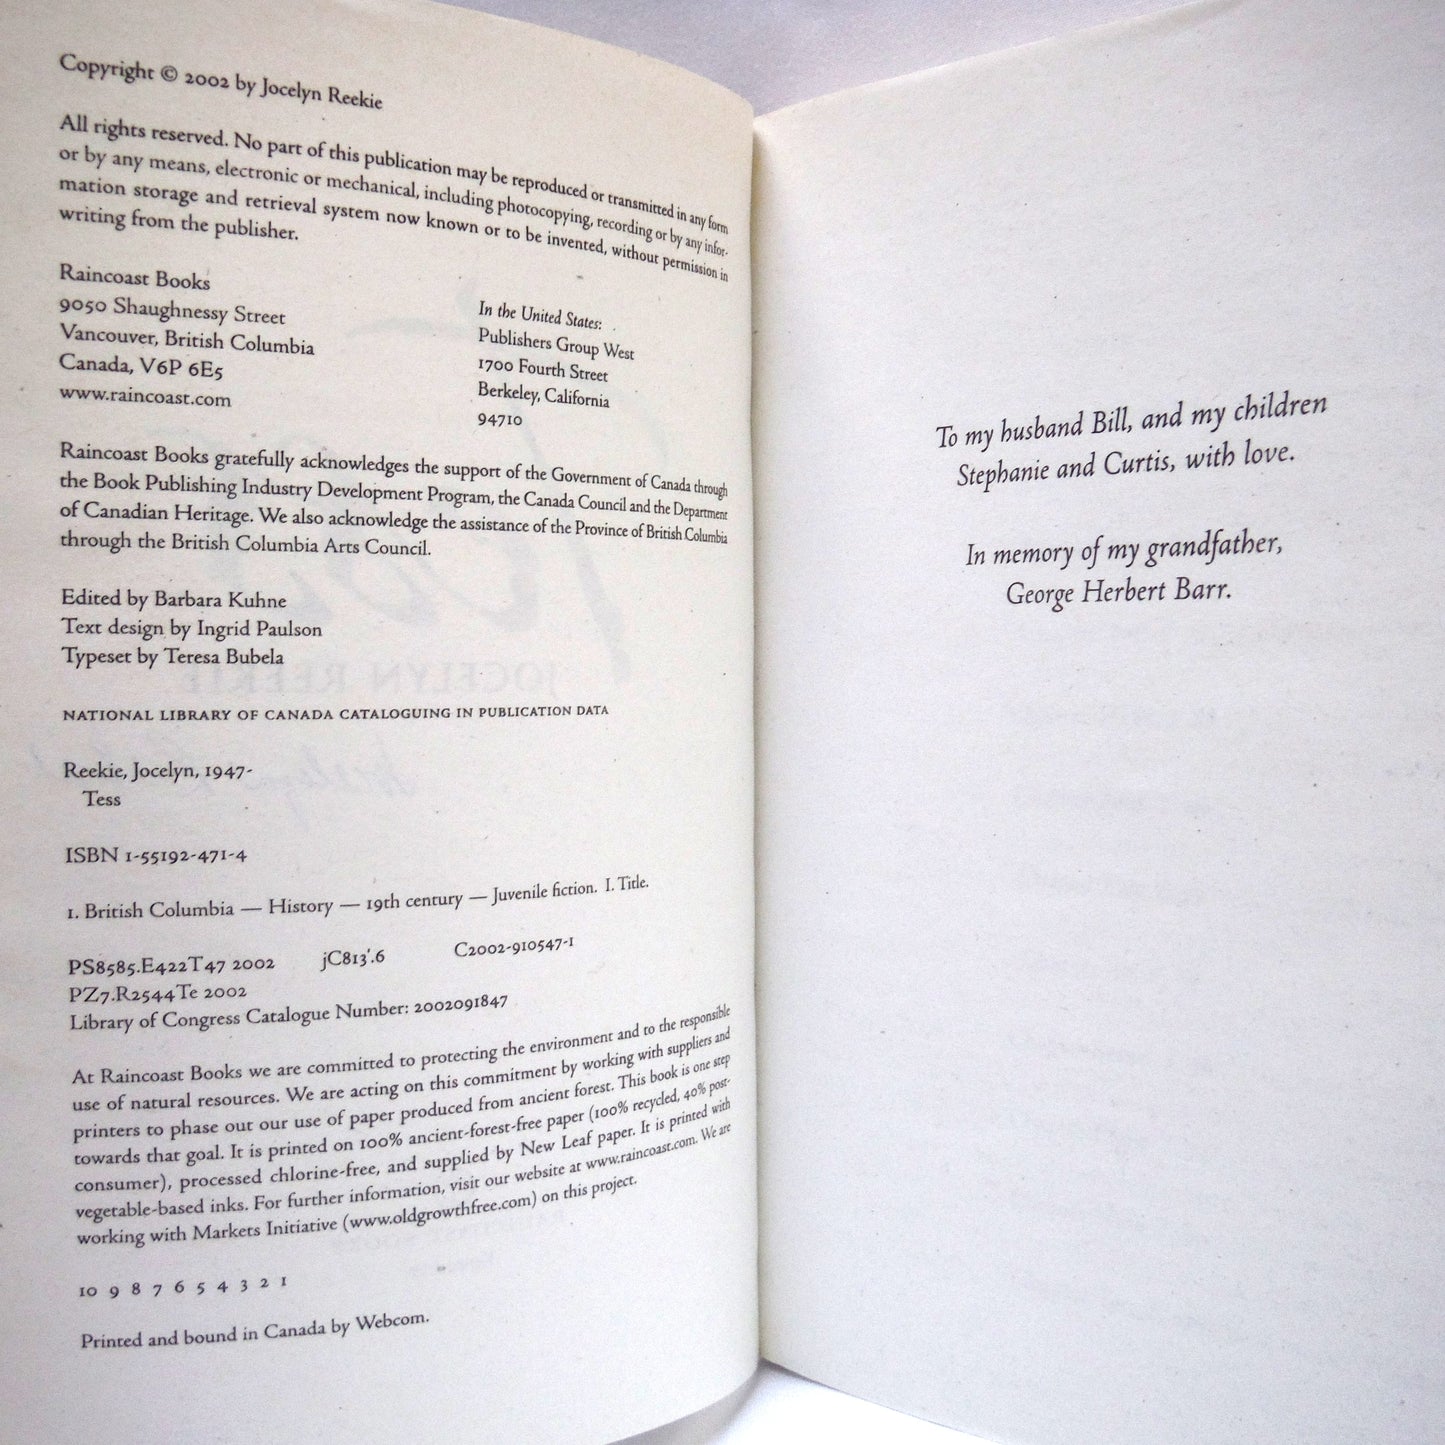 Copyright © 2002 by Jocelyn Reekie
All rights reserved. No part of this publication may be reproduced or transmitted in any form
or by any means, electronic or mechanical, including photocopying, recording or by any infor-
mation storage and retrieval system now known or to be invented, without permission in
writing from the publisher.
Raincoast Books
9050 Shaughnessy Street
Vancouver, British Columbia
Canada, V6P 6E5
www.raincoast.com
In the United States:
Publishers Group West
1700 Fourth Street
Berkeley, California
94710
Raincoast Books gratefully acknowledges the support of the Government of Canada through
the Book Publishing Industry Development Program, the Canada Council and the Department
of Canadian Heritage. We also acknowledge the assistance of the Province of British Columbia
through the British Columbia Arts Council.
Edited by Barbara Kuhne
Text design by Ingrid Paulson
Typeset by Teresa Bubela
NATIONAL LIBRARY OF CANADA CATALOGUING IN PUBLICATION DATA
Reekie, Jocelyn, 1947-
Tess
ISBN 1-55192-471-4
1. British Columbia — History — 19th century — Juvenile fiction. I. Title.
PS8585.E422T47 2002 jC813'.6 C2002-910547-1
PZ7.R2544Te 2002
Library of Congress Catalogue Number: 2002091847
At Raincoast Books we are committed to protecting the environment and to the responsible
use of natural resources. We are acting on this commitment by working with suppliers and
printers to phase out our use of paper produced from ancient forest. This book is one step
towards that goal. It is printed on 100% ancient-forest-free paper (100% recycled, 40% post-
consumer), processed chlorine-free, and supplied by New Leaf paper. It is printed with
vegetable-based inks. For further information, visit our website at www.raincoast.com. We are
working with Markets Initiative (www.oldgrowthfree.com) on this project.
10 9 8 7 6 5 4 3 2 1
Printed and bound in Canada by Webcom.
To my husband Bill, and my children
Stephanie and Curtis, with love.
In memory of my grandfather,
George Herbert Barr.